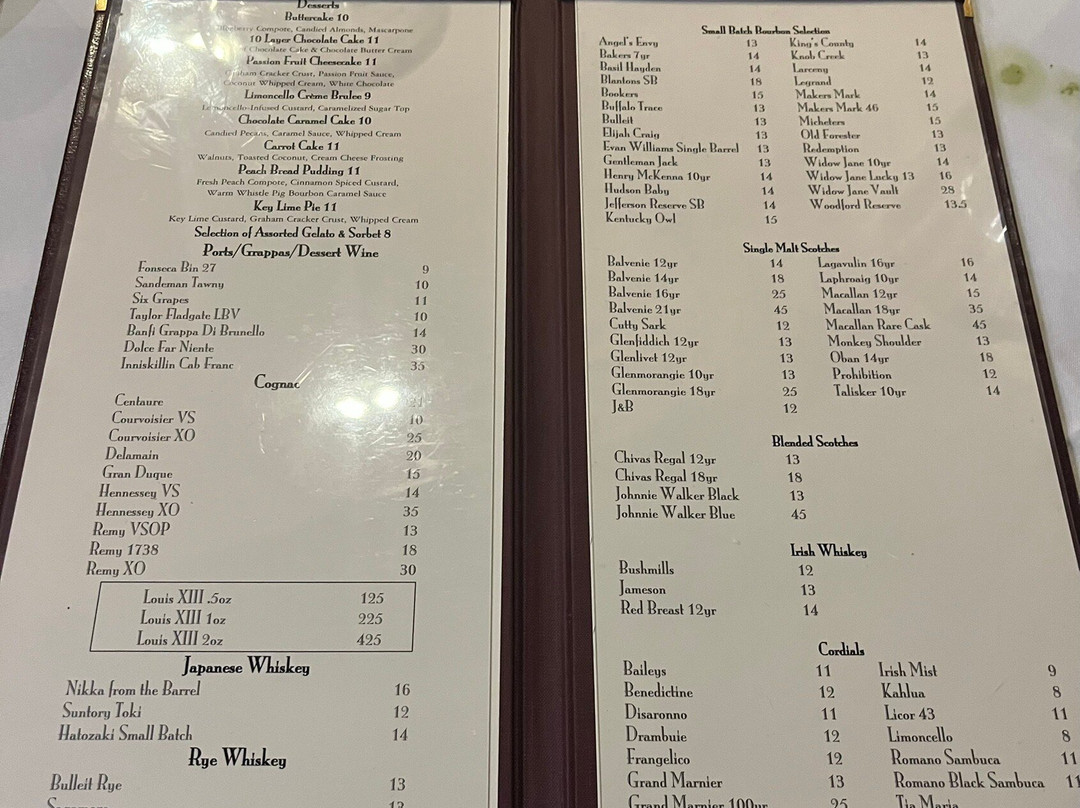 Desserts
Buttercake 10
Compote, Candied Almonds, Mascarpone
10 Layer Chocolate Cake 11
Chocolate Cake & Chocolate Butter Cream
Passion Fruit Cheesecake 11
Graham Cracker Crust, Passion Fruit Sauce,
Coconut Whipped Cream, White Chocolate
Limoncello Crème Brulee 9
Lemoncello-Infused Custard, Caramelized Sugar Top
Chocolate Caramel Cake 10
Candied Pecans, Caramel Sauce, Whipped Cream
Carrot Cake 11
Walnuts, Toasted Coconut, Cream Cheese Frosting
Peach Bread Pudding 11
Fresh Peach Compote, Cinnamon Spiced Custard,
Warm Whistle Pig Bourbon Caramel Sauce
Key Lime Pie 11
Key Lime Custard, Graham Cracker Crust, Whipped Cream
Selection of Assorted Gelato & Sorbet 8
Ports/Grappas/Dessert Wine
Fonseca Bin 27 9
Sandeman Tawny 10
Six Grapes 11
Taylor Fladgate LBV 10
Banfi Grappa Di Brunello 14
Dolce Far Niente 30
Inniskillin Cab Franc 35
Cognac
Centaure
Courvoisier VS 10
Courvoisier XO 25
Delamain 20
Gran Duque 15
Hennessey VS 14
Hennessey XO 35
Remy VSOP 13
Remy 1738 18
Remy XO 30
Louis XIII .5oz 125
Louis XIII 1oz 225
Louis XIII 2oz 425
Japanese Whiskey
Nikka from the Barrel 16
Suntory Toki 12
Hatozaki Small Batch 14
Rye Whiskey
Bulleit Rye 13
Small Batch Bourbon Selection
Angel's Envy 13 King's County 14
Bakers 7yr 14 Knob Creek 13
Basil Hayden 14 Larceny 14
Blantons SB 18 Legrand 12
Bookers 15 Makers Mark 14
Buffalo Trace 13 Makers Mark 46 15
Bulleit 13 Micheters 15
Elijah Craig 13 Old Forester 13
Evan Williams Single Barrel 13 Redemption 13
Gentleman Jack 13 Widow Jane 10yr 14
Henry McKenna 10yr 14 Widow Jane Lucky 13 16
Hudson Baby 14 Widow Jane Vault 28
Jefferson Reserve SB 14 Woodford Reserve 13.5
Kentucky Owl 15
Single Malt Scotches
Balvenie 12yr 14 Lagavulin 16yr 16
Balvenie 14yr 18 Laphroaig 10yr 14
Balvenie 16yr 25 Macallan 12yr 15
Balvenie 21yr 45 Macallan 18yr 35
Cutty Sark 12 Macallan Rare Cask 45
Glenfiddich 12yr 13 Monkey Shoulder 13
Glenlivet 12yr 13 Oban 14yr 18
Glenmorangie 10yr 13 Prohibition 12
Glenmorangie 18yr 25 Talisker 10yr 14
J&B 12
Blended Scotches
Chivas Regal 12yr 13
Chivas Regal 18yr 18
Johnnie Walker Black 13
Johnnie Walker Blue 45
Irish Whiskey
Bushmills 12
Jameson 13
Red Breast 12yr 14
Cordials
Baileys 11 Irish Mist 9
Benedictine 12 Kahlua 8
Disaronno 11 Licor 43 11
Drambuie 12 Limoncello 8
Frangelico 12 Romano Sambuca 11
Grand Marnier 13 Romano Black Sambuca 11
Grand Marnier 100yr 25 Tia Maria